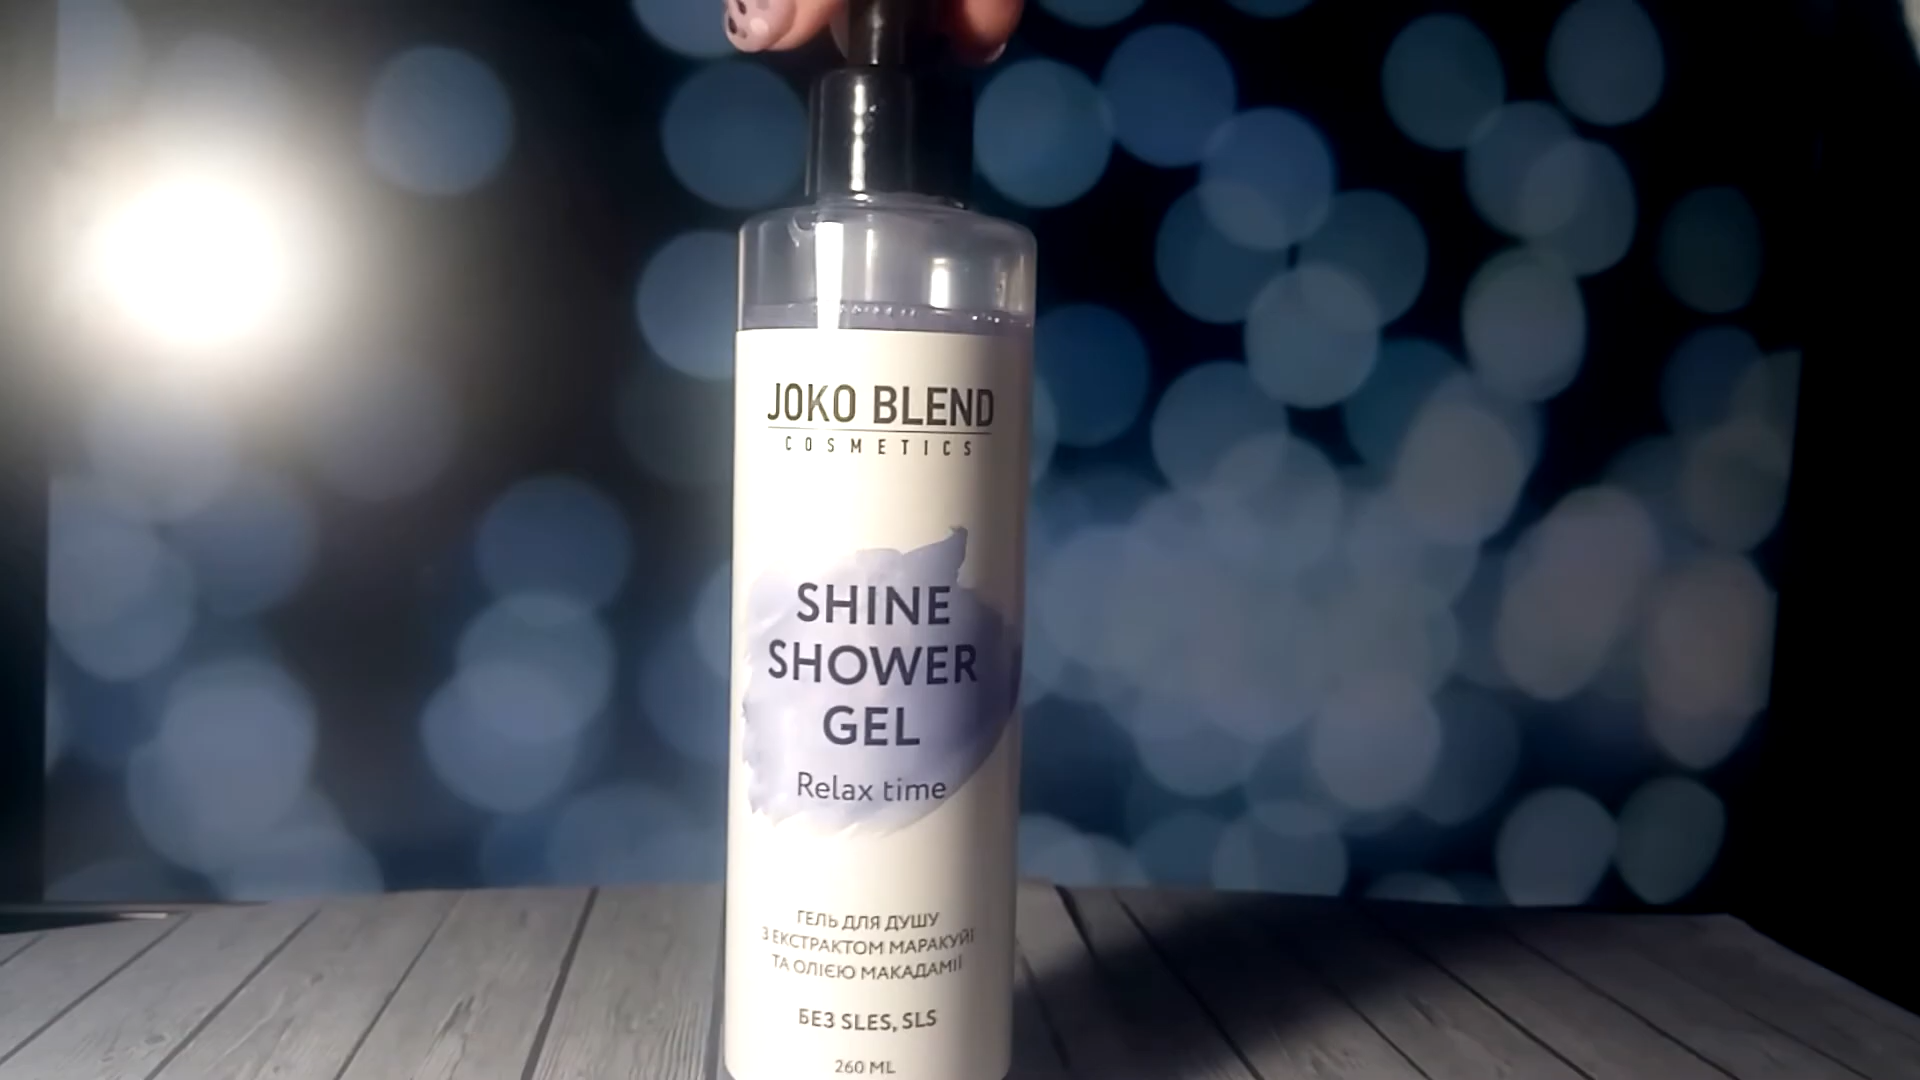 JOKO BLEND
COSMETICS
SHINE
SHOWER
GEL
Relax time
ГЕЛЬ ДЛЯ ДУШУ
З ЕКСТРАКТОМ МАРАКУЙЇ
ТА ОЛІЄЮ МАКАДАМІЇ
БЕЗ SLES, SLS
260 ML